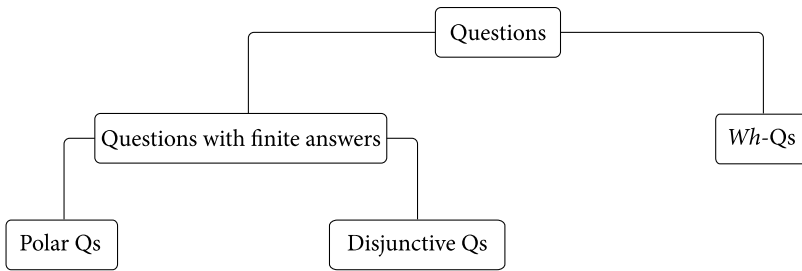 Questions
Questions with finite answers
Wh-Qs
Polar Qs
Disjunctive Qs